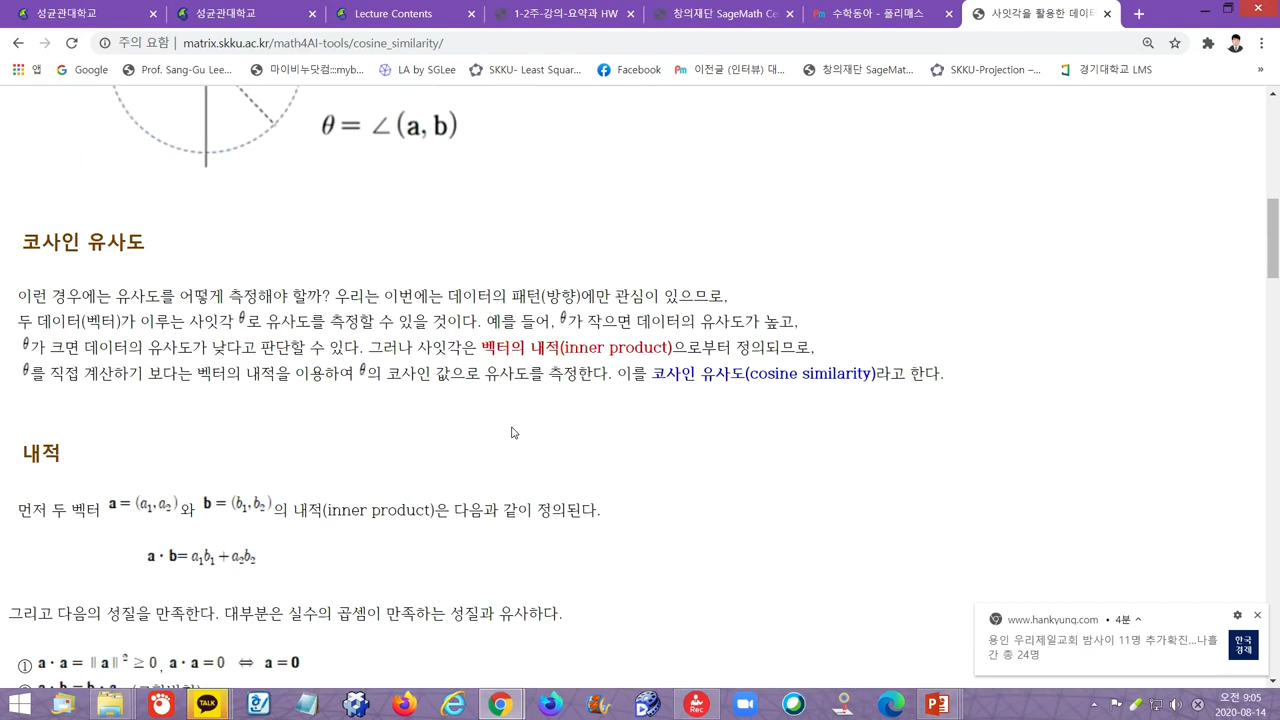 성균관대학교
성균관대학교
Lecture Contents
1-2주-강의-요약과 HW
창의재단 SageMath Ce
수학동아 - 폴리매스
사잇각을 활용한 데이터
주의 요함 | matrix.skku.ac.kr/math4AI-tools/cosine_similarity/
앱
Google
Prof. Sang-Gu Lee...
마이비누닷컴:::myb...
LA by SGLee
SKKU- Least Squar...
Facebook
이전글 (인터뷰) 대...
창의재단 SageMat...
SKKU-Projection –...
경기대학교 LMS
»
θ = ∠(a, b)
코사인 유사도
이런 경우에는 유사도를 어떻게 측정해야 할까? 우리는 이번에는 데이터의 패턴(방향)에만 관심이 있으므로,
두 데이터(벡터)가 이루는 사잇각 θ로 유사도를 측정할 수 있을 것이다. 예를 들어, θ가 작으면 데이터의 유사도가 높고,
θ가 크면 데이터의 유사도가 낮다고 판단할 수 있다. 그러나 사잇각은 벡터의 내적(inner product)으로부터 정의되므로,
θ를 직접 계산하기 보다는 벡터의 내적을 이용하여 θ의 코사인 값으로 유사도를 측정한다. 이를 코사인 유사도(cosine similarity)라고 한다.
내적
먼저 두 벡터 a = (a₁, a₂) 와 b = (b₁, b₂) 의 내적(inner product)은 다음과 같이 정의된다.
a · b= a₁b₁ + a₂b₂
그리고 다음의 성질을 만족한다. 대부분은 실수의 곱셈이 만족하는 성질과 유사하다.
① a · a = ‖a‖² ≥ 0, a · a = 0 ⇔ a = 0
www.hankyung.com • 4분
용인 우리제일교회 밤사이 11명 추가확진...나흘
간 총 24명
한국
경제
TALK
Rec
오전 9:05
2020-08-14